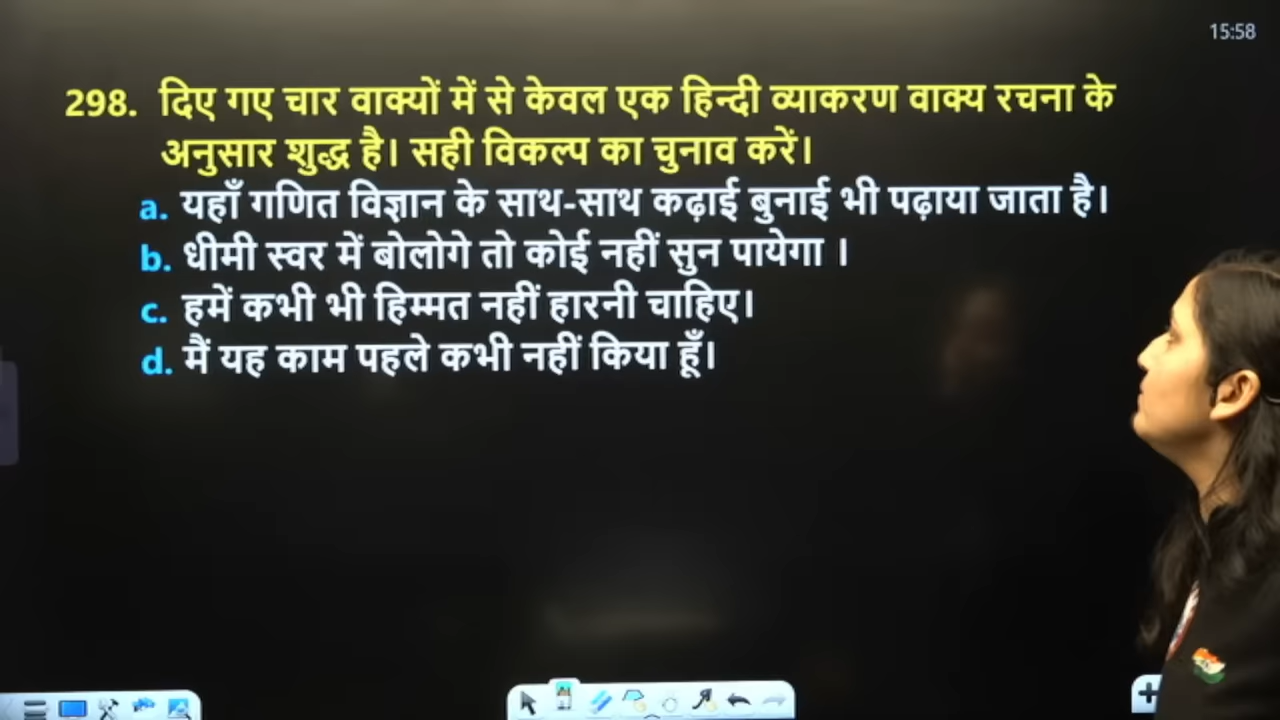 15:58
298. दिए गए चार वाक्यों में से केवल एक हिन्दी व्याकरण वाक्य रचना के
अनुसार शुद्ध है। सही विकल्प का चुनाव करें।
a. यहाँ गणित विज्ञान के साथ-साथ कढ़ाई बुनाई भी पढ़ाया जाता है।
b. धीमी स्वर में बोलोगे तो कोई नहीं सुन पायेगा ।
c. हमें कभी भी हिम्मत नहीं हारनी चाहिए।
d. मैं यह काम पहले कभी नहीं किया हूँ।